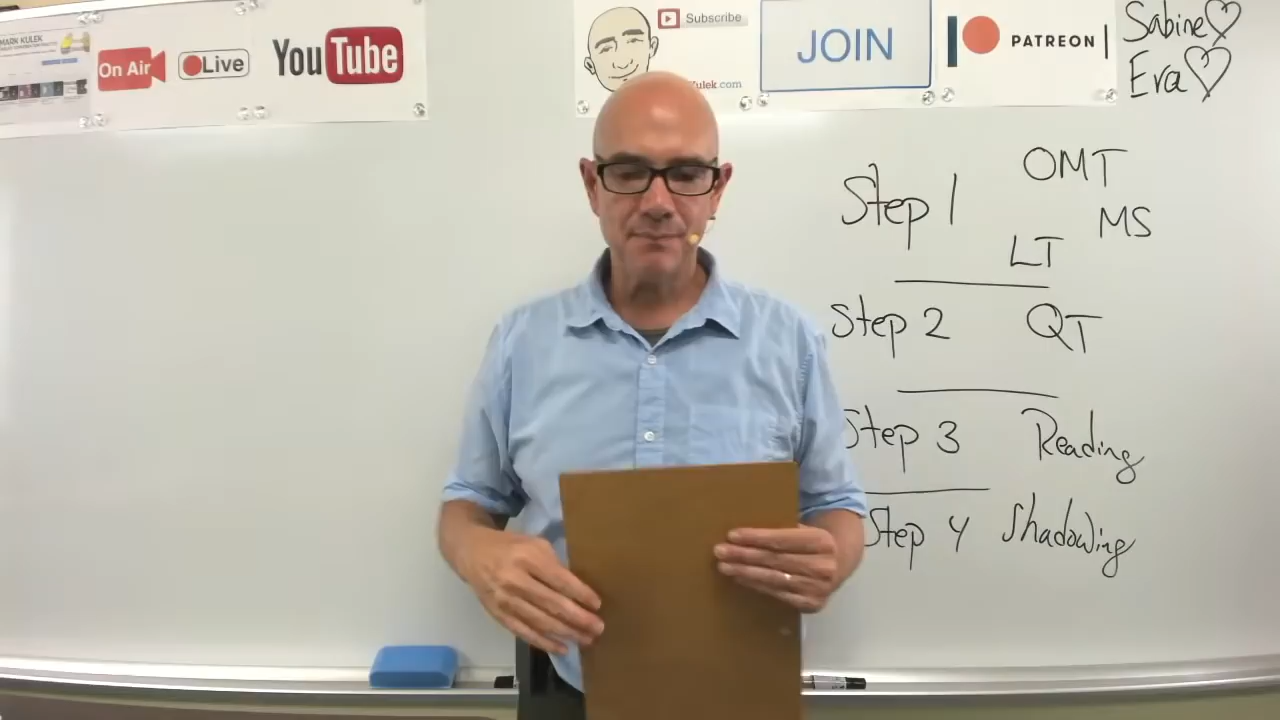 MARK KULEK
On Air
Live
YouTube
Subscribe
Kulek.com
JOIN
PATREON
Sabine
Eva
Step 1
OMT
MS
LT
Step 2 QT
Step 3 Reading
Step 4 Shadowing